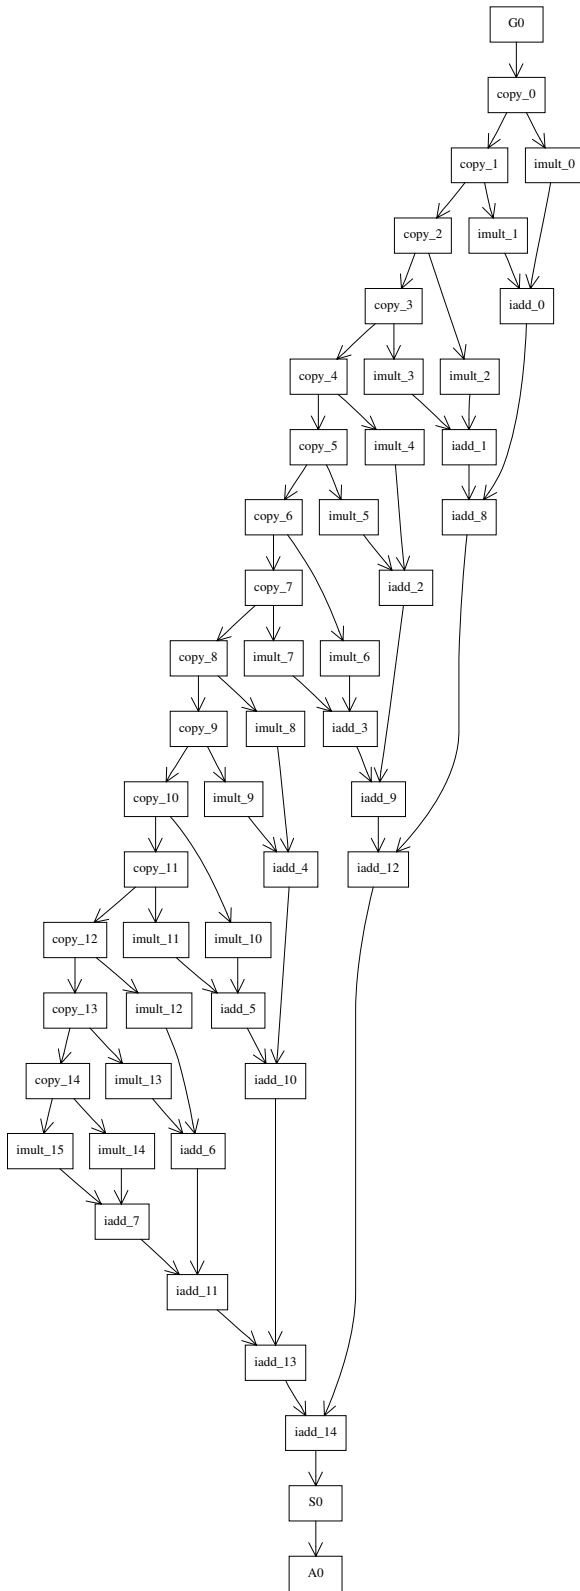 G0
copy_0
copy_1
imult_0
copy_2
imult_1
copy_3
iadd_0
copy_4
imult_3
imult_2
copy_5
imult_4
iadd_1
copy_6
imult_5
iadd_8
copy_7
iadd_2
copy_8
imult_7
imult_6
copy_9
imult_8
iadd_3
copy_10
imult_9
iadd_9
copy_11
iadd_4
iadd_12
copy_12
imult_11
imult_10
copy_13
imult_12
iadd_5
copy_14
imult_13
iadd_10
imult_15
imult_14
iadd_6
iadd_7
iadd_11
iadd_13
iadd_14
S0
A0